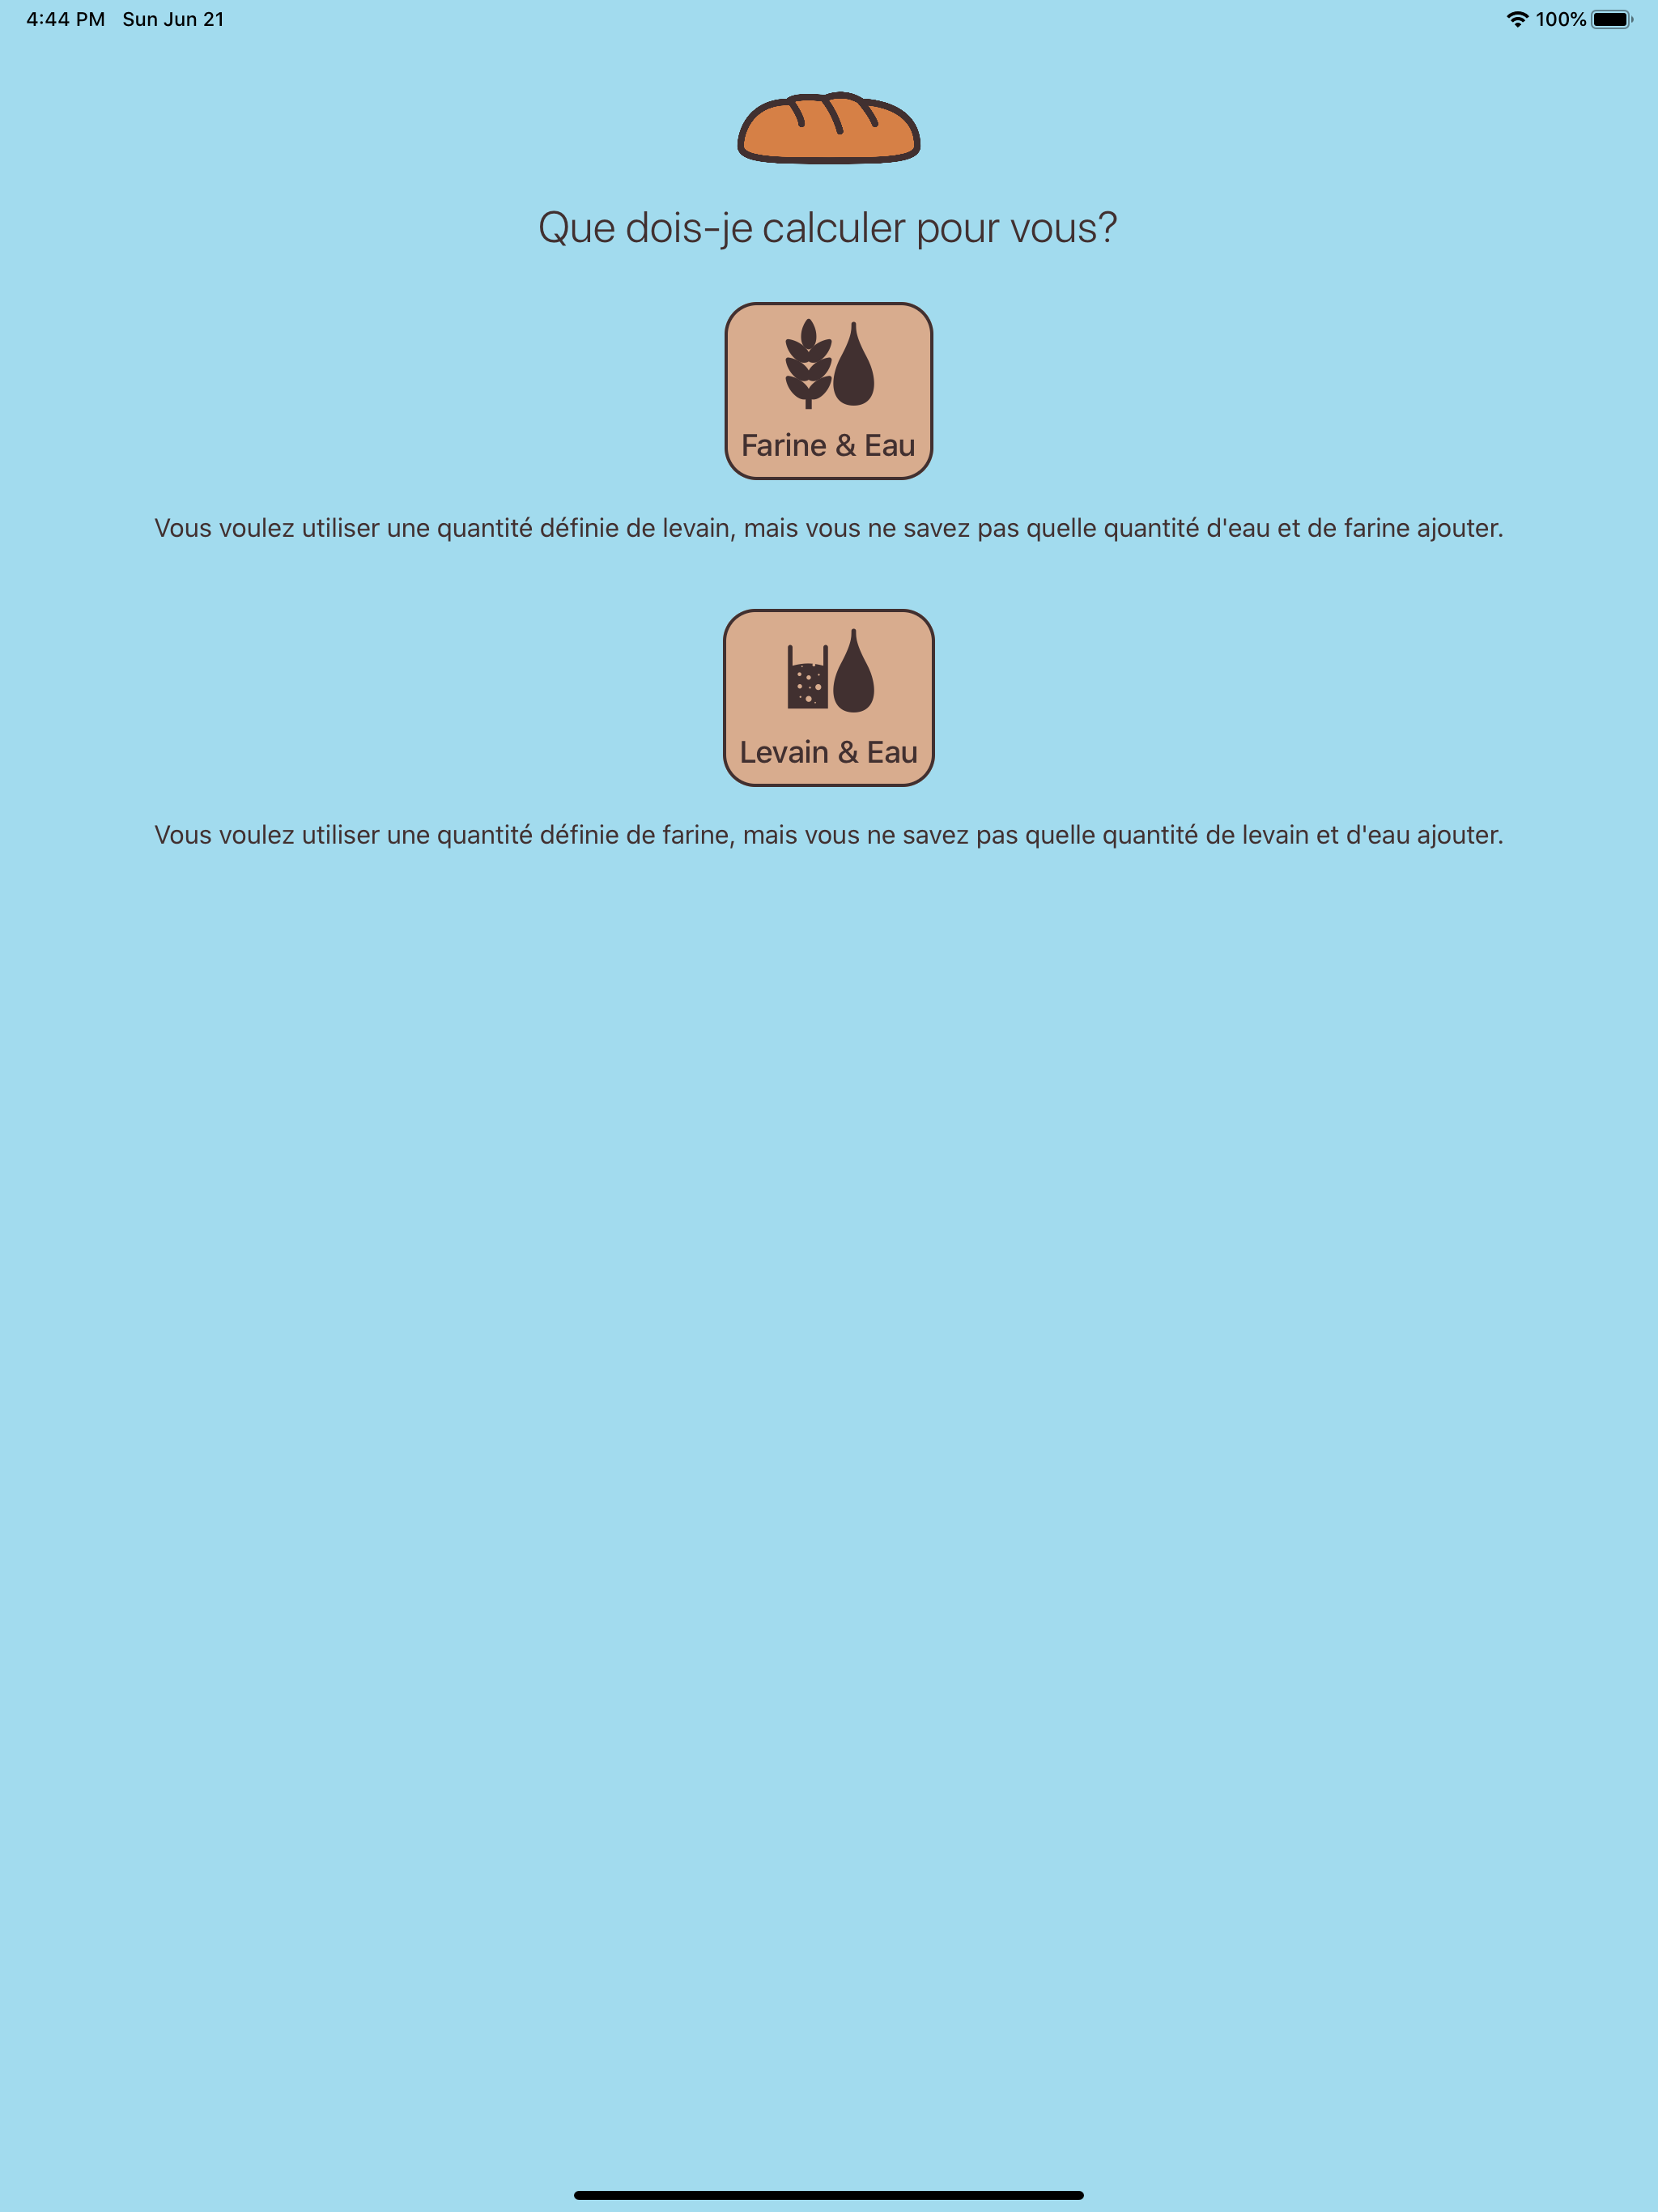 4:44 PM Sun Jun 21
100%
Que dois-je calculer pour vous?
Farine & Eau
Vous voulez utiliser une quantité définie de levain, mais vous ne savez pas quelle quantité d'eau et de farine ajouter.
Levain & Eau
Vous voulez utiliser une quantité définie de farine, mais vous ne savez pas quelle quantité de levain et d'eau ajouter.